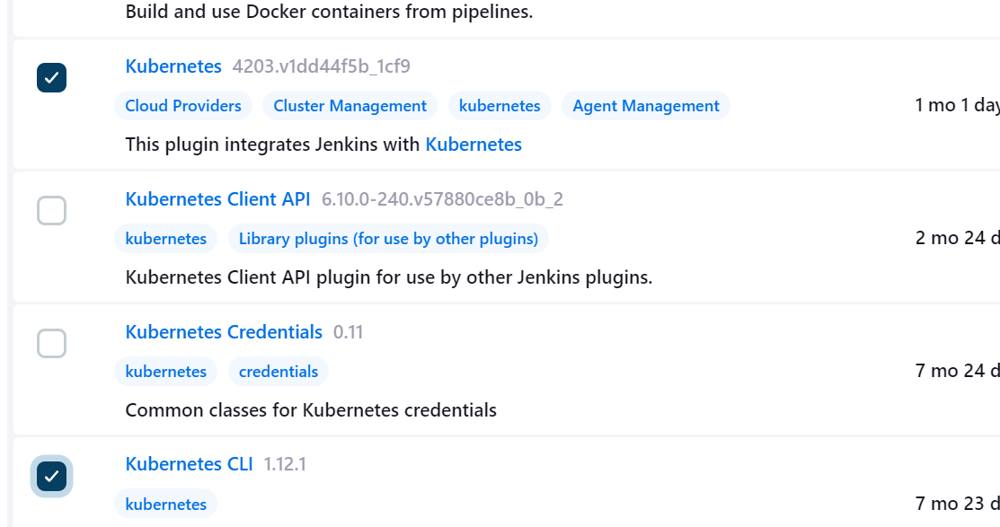 Build and use Docker containers from pipelines.
Kubernetes 4203.v1dd44f5b_1cf9
Cloud Providers Cluster Management kubernetes Agent Management
1 mo 1 day
This plugin integrates Jenkins with Kubernetes
Kubernetes Client API 6.10.0-240.v57880ce8b_0b_2
kubernetes Library plugins (for use by other plugins)
2 mo 24 d
Kubernetes Client API plugin for use by other Jenkins plugins.
Kubernetes Credentials 0.11
kubernetes credentials
7 mo 24 d
Common classes for Kubernetes credentials
Kubernetes CLI 1.12.1
kubernetes
7 mo 23 d